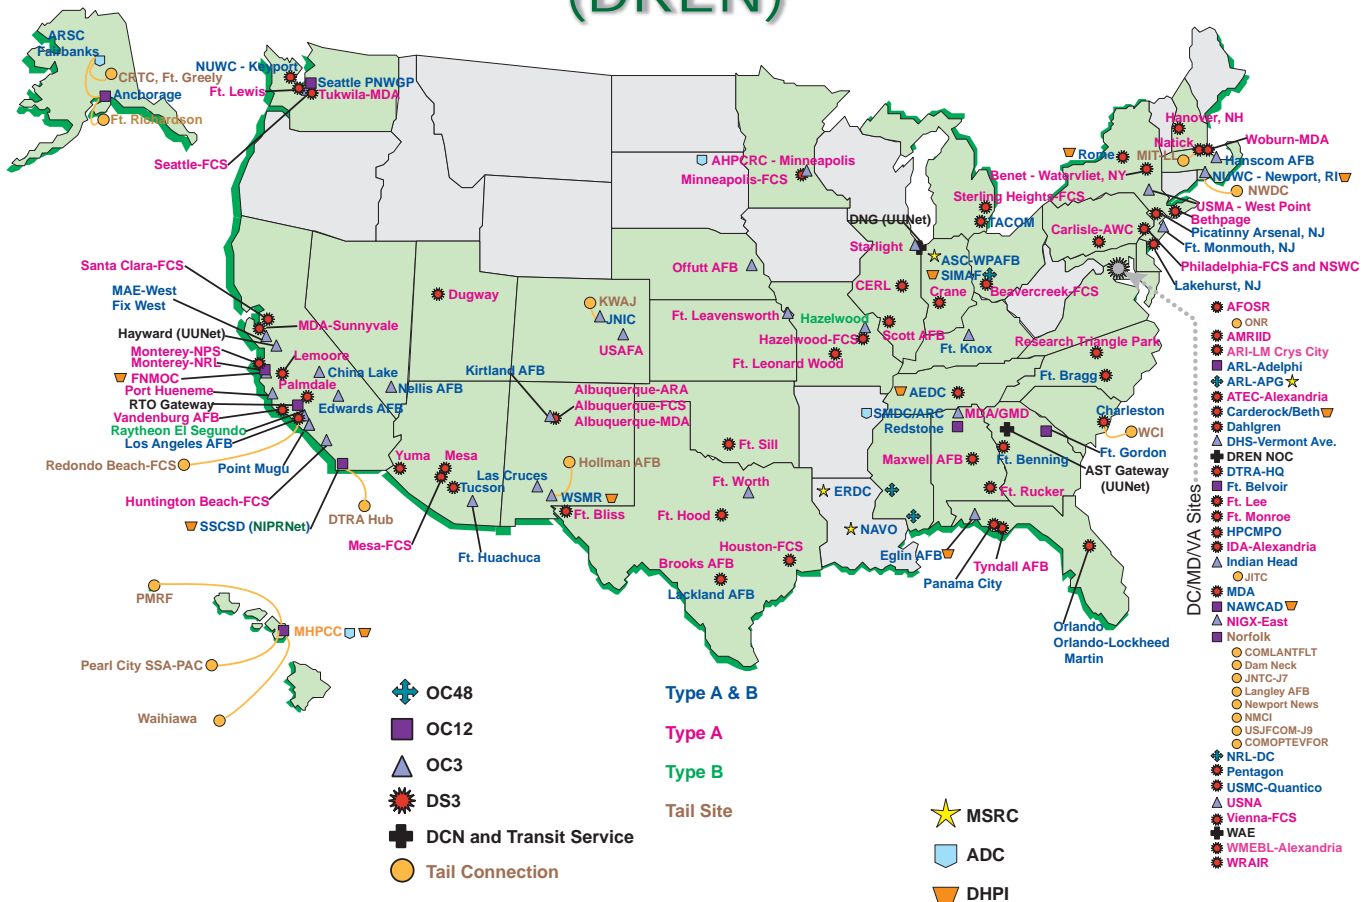 (DREN)
ARSC
Fairbanks
CRTC, Ft. Greely
Anchorage
Ft. Richardson
NUWC - Keyport
Seattle PNWGP
Ft. Lewis
Tukwila-MDA
Seattle-FCS
AHPCRC - Minneapolis
Minneapolis-FCS
Hanover, NH
Natick
Woburn-MDA
Rome
MIT-LL
Hanscom AFB
Benet - Watervliet, NY
NUWC - Newport, RI
NWDC
Sterling Heights-FCS
USMA - West Point
DNG (UUNet)
TACOM
Bethpage
Carlisle-AWC
Picatinny Arsenal, NJ
Starlight
Ft. Monmouth, NJ
ASC-WPAFB
Philadelphia-FCS and NSWC
Santa Clara-FCS
Offutt AFB
SIMAF
Lakehurst, NJ
CERL
Crane
Beavercreek-FCS
MAE-West
Fix West
Dugway
KWAJ
JNIC
Ft. Leavensworth
Hazelwood
MDA-Sunnyvale
Hayward (UUNet)
USAFA
Hazelwood-FCS
Scott AFB
Ft. Knox
Research Triangle Park
Monterey-NPS
Monterey-NRL
Lemoore
Ft. Leonard Wood
FNMOC
China Lake
Kirtland AFB
Ft. Bragg
Port Hueneme
Palmdale
Nellis AFB
Albuquerque-ARA
AEDC
RTO Gateway
Edwards AFB
Albuquerque-FCS
SMDC/ARC
MDA/GMD
Charleston
Vandenburg AFB
Albuquerque-MDA
Redstone
Raytheon El Segundo
WCI
Los Angeles AFB
Ft. Sill
Ft. Gordon
Redondo Beach-FCS
Point Mugu
Yuma
Mesa
Hollman AFB
Maxwell AFB
Ft. Benning
AST Gateway
(UUNet)
Las Cruces
Ft. Worth
Huntington Beach-FCS
Tucson
WSMR
ERDC
Ft. Rucker
DTRA Hub
Ft. Bliss
Ft. Hood
SSCSD (NIPRNet)
NAVO
Mesa-FCS
Houston-FCS
Eglin AFB
Ft. Huachuca
Brooks AFB
Tyndall AFB
Panama City
Lackland AFB
Orlando
Orlando-Lockheed
Martin
PMRF
MHPCC
Pearl City SSA-PAC
Waihiawa
DC/MD/VA Sites
AFOSR
ONR
AMRIID
ARI-LM Crys City
ARL-Adelphi
ARL-APG
ATEC-Alexandria
Carderock/Beth
Dahlgren
DHS-Vermont Ave.
DREN NOC
DTRA-HQ
Ft. Belvoir
Ft. Lee
Ft. Monroe
HPCMPO
IDA-Alexandria
Indian Head
JITC
MDA
NAWCAD
NIGX-East
Norfolk
COMLANTFLT
Dam Neck
JNTC-J7
Langley AFB
Newport News
NMCI
USJFCOM-J9
COMOPTEVFOR
NRL-DC
Pentagon
USMC-Quantico
USNA
Vienna-FCS
WAE
WMEBL-Alexandria
WRAIR
OC48
OC12
OC3
DS3
DCN and Transit Service
Tail Connection
Type A & B
Type A
Type B
Tail Site
MSRC
ADC
DHPI